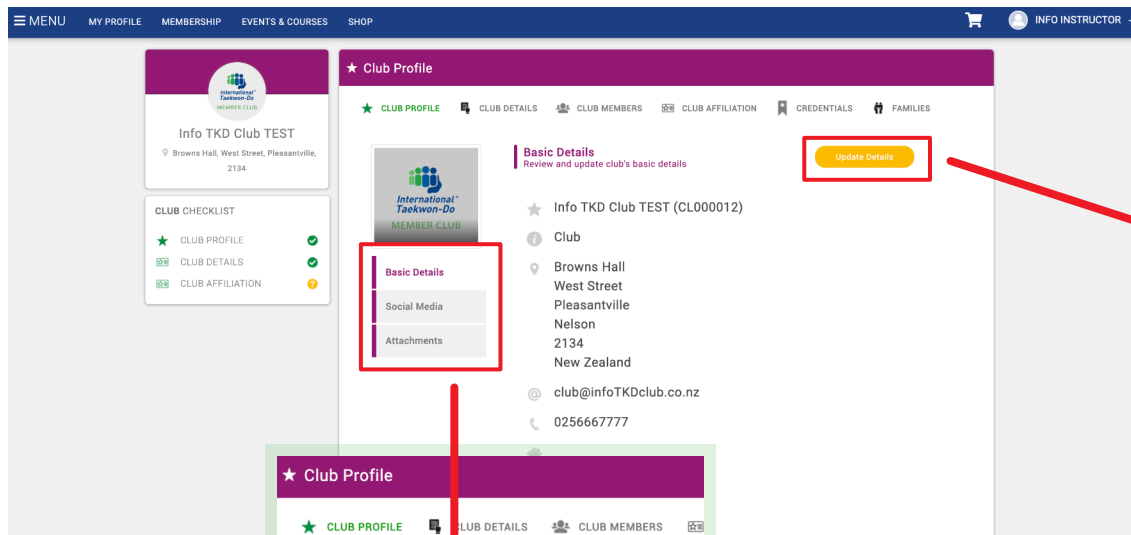 MENU MY PROFILE MEMBERSHIP EVENTS & COURSES SHOP INFO INSTRUCTOR
International
Taekwon-Do
MEMBER CLUB
Info TKD Club TEST
Browns Hall, West Street, Pleasantville,
2134
CLUB CHECKLIST
CLUB PROFILE
CLUB DETAILS
CLUB AFFILIATION
Club Profile
CLUB PROFILE CLUB DETAILS CLUB MEMBERS CLUB AFFILIATION CREDENTIALS FAMILIES
International
Taekwon-Do
MEMBER CLUB
Basic Details
Social Media
Attachments
Basic Details
Review and update club's basic details
Update Details
Info TKD Club TEST (CL000012)
Club
Browns Hall
West Street
Pleasantville
Nelson
2134
New Zealand
club@infoTKDclub.co.nz
0256667777
Club Profile
CLUB PROFILE CLUB DETAILS CLUB MEMBERS